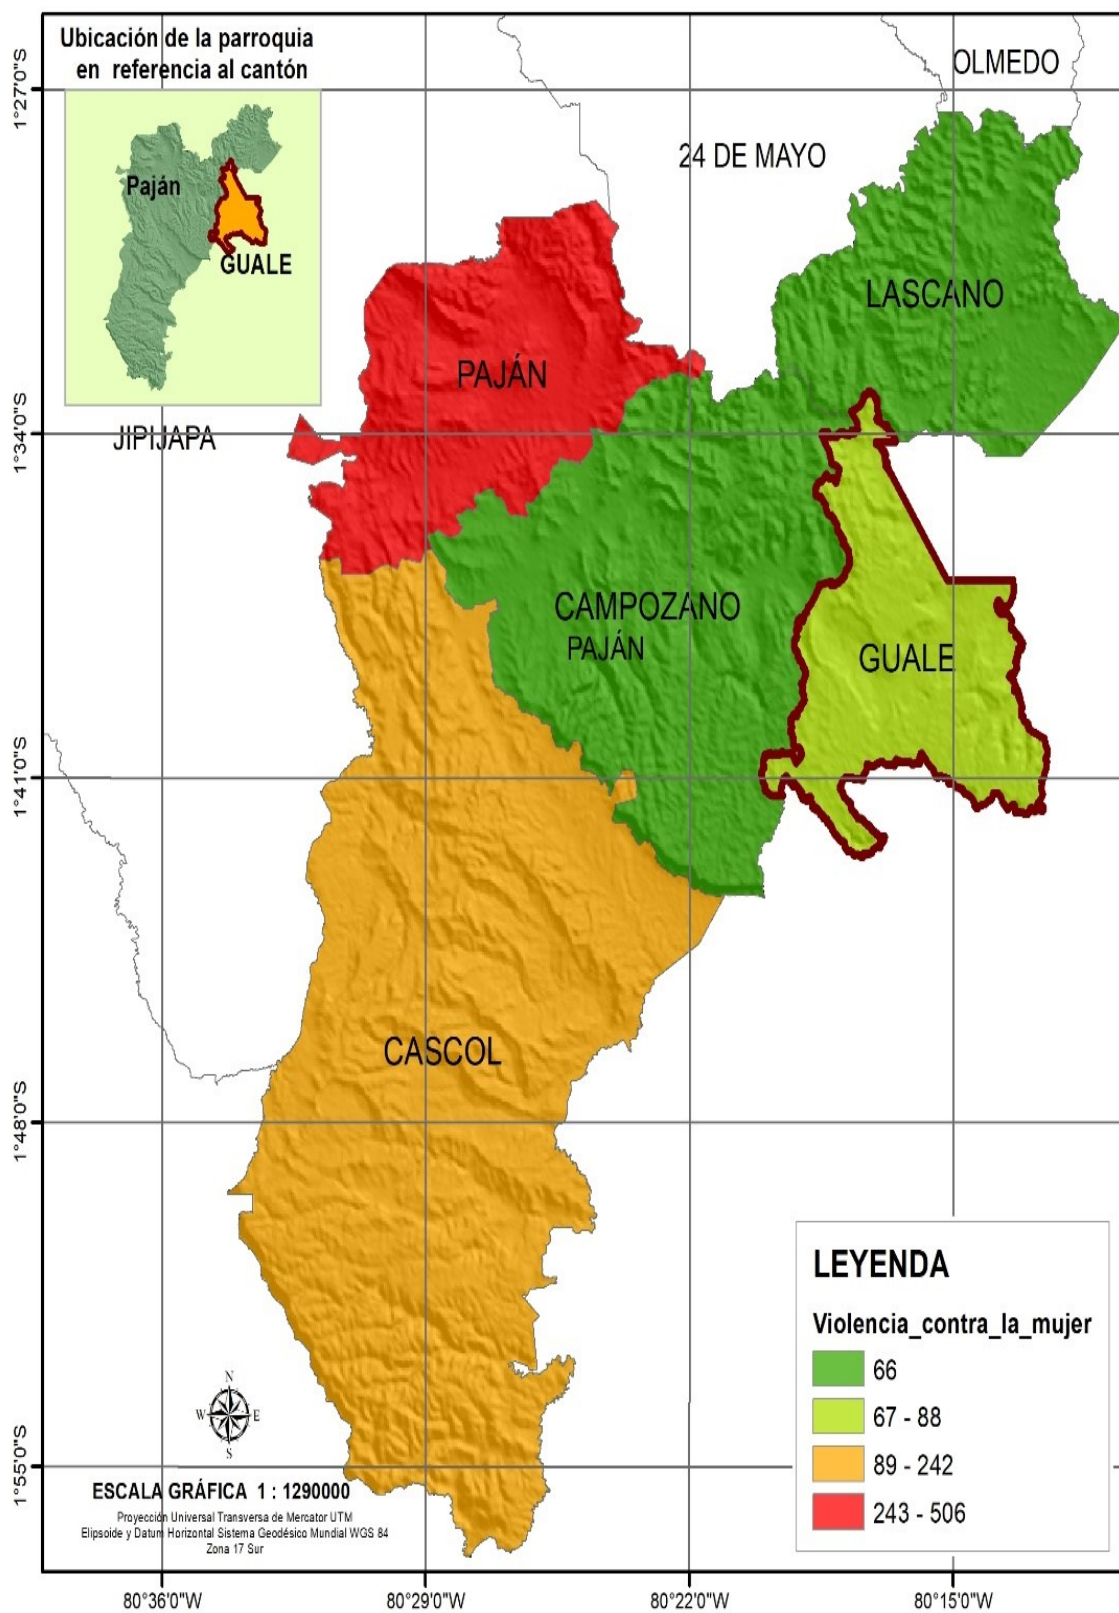 Ubicación de la parroquia
en referencia al cantón
Paján
GUALE
OLMEDO
24 DE MAYO
LASCANO
PAJÁN
JIPIJAPA
CAMPOZANO
PAJÁN
GUALE
CASCOL
1°27'0"S
1°34'0"S
1°41'0"S
1°48'0"S
1°55'0"S
LEYENDA
Violencia_contra_la_mujer
66
67 - 88
89 - 242
243 - 506
N
W E
S
ESCALA GRÁFICA 1 : 1290000
Proyección Universal Transversa de Mercator UTM
Elipsoide y Datum Horizontal Sistema Geodésico Mundial WGS 84
Zona 17 Sur
80°36'0"W 80°29'0"W 80°22'0"W 80°15'0"W